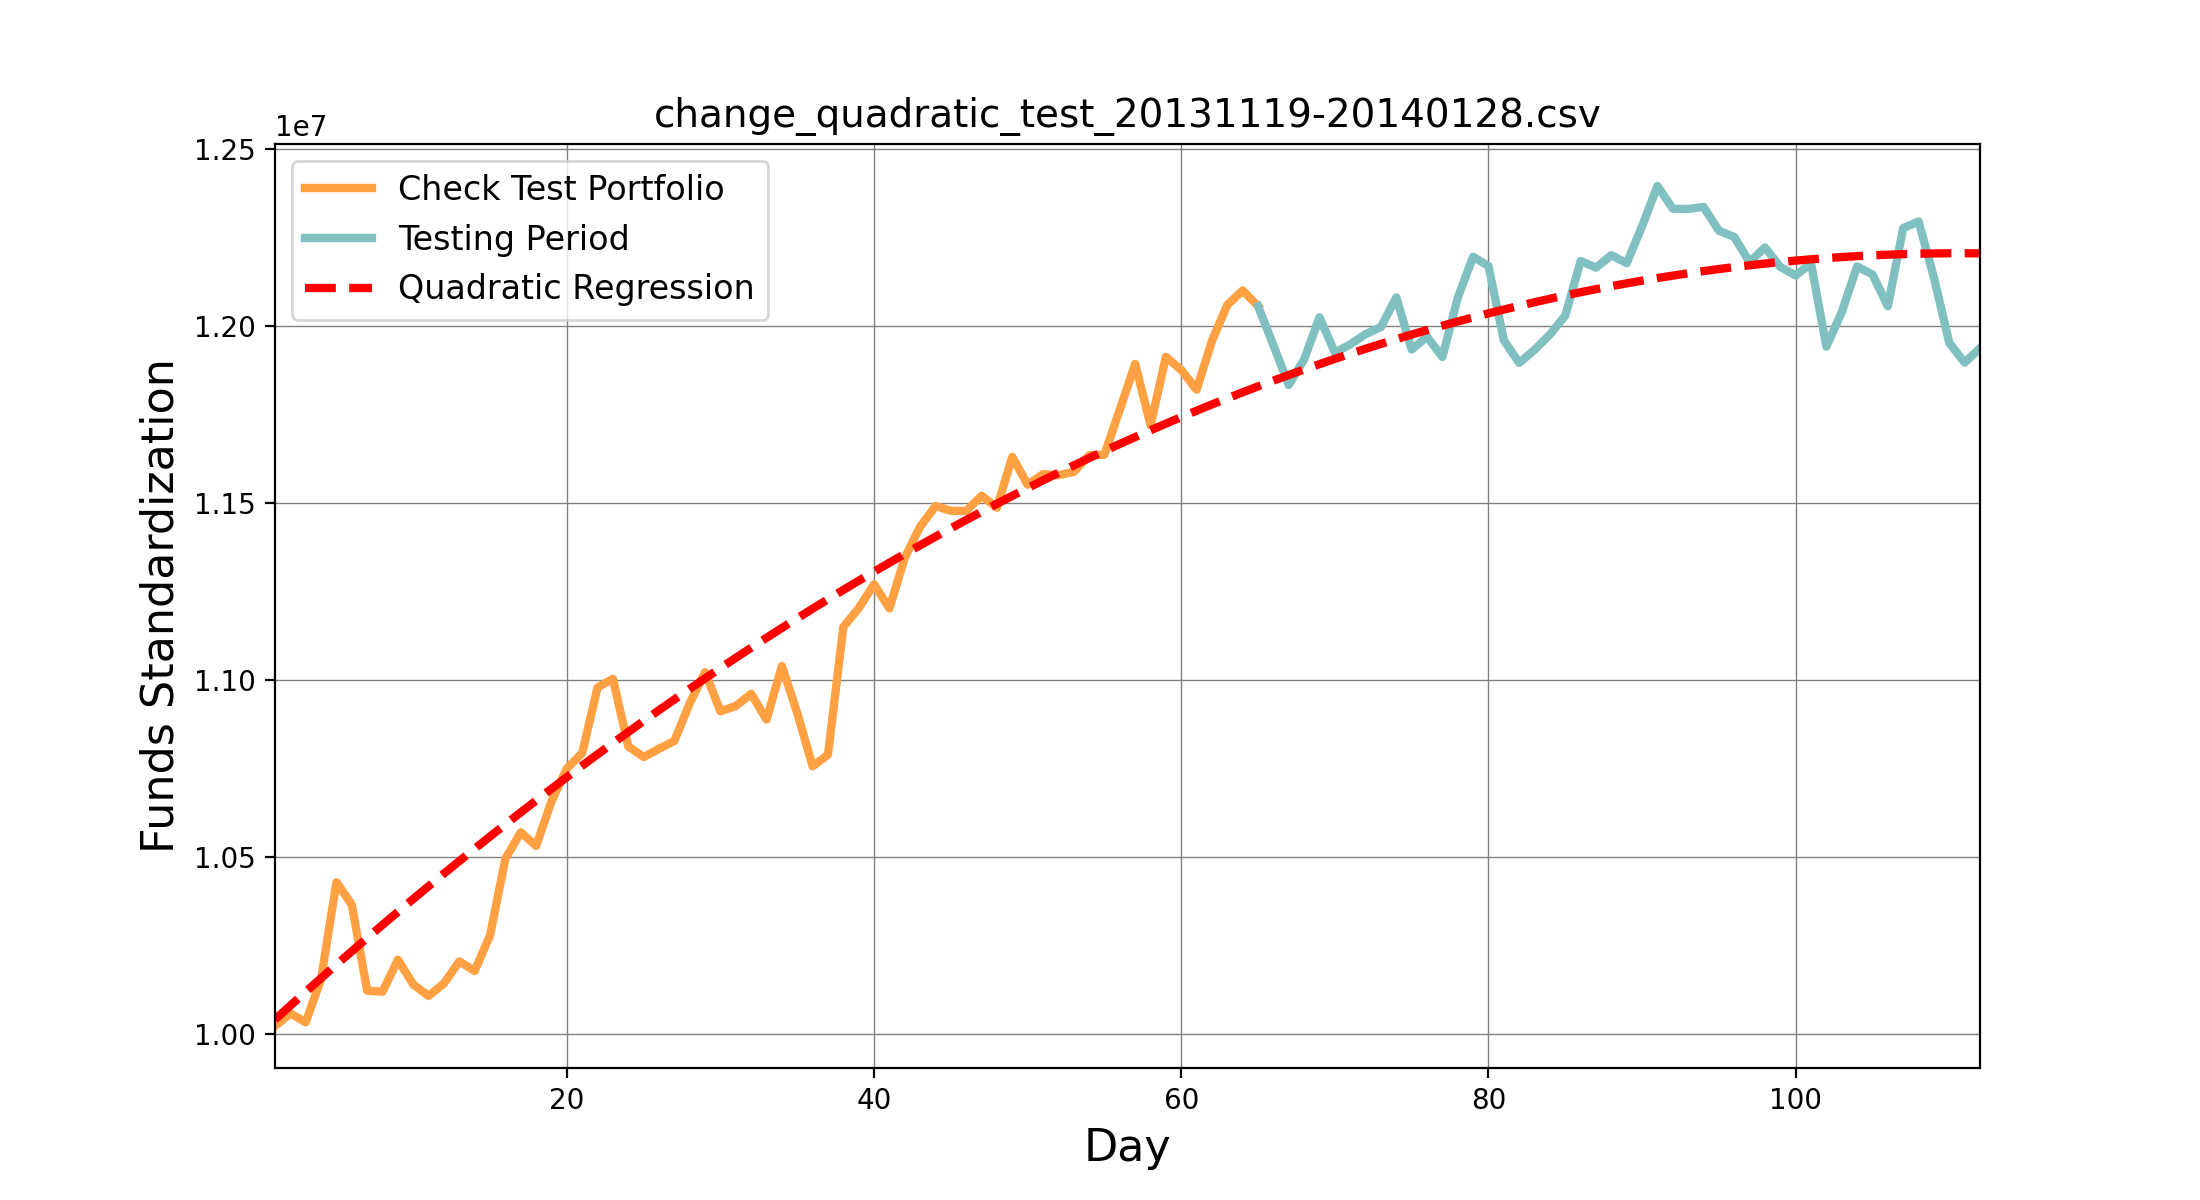 change_quadratic_test_20131119-20140128.csv
1e7
1.25
1.20
1.15
1.10
1.05
1.00
Funds Standardization
Check Test Portfolio
Testing Period
Quadratic Regression
20
40
60
80
100
Day